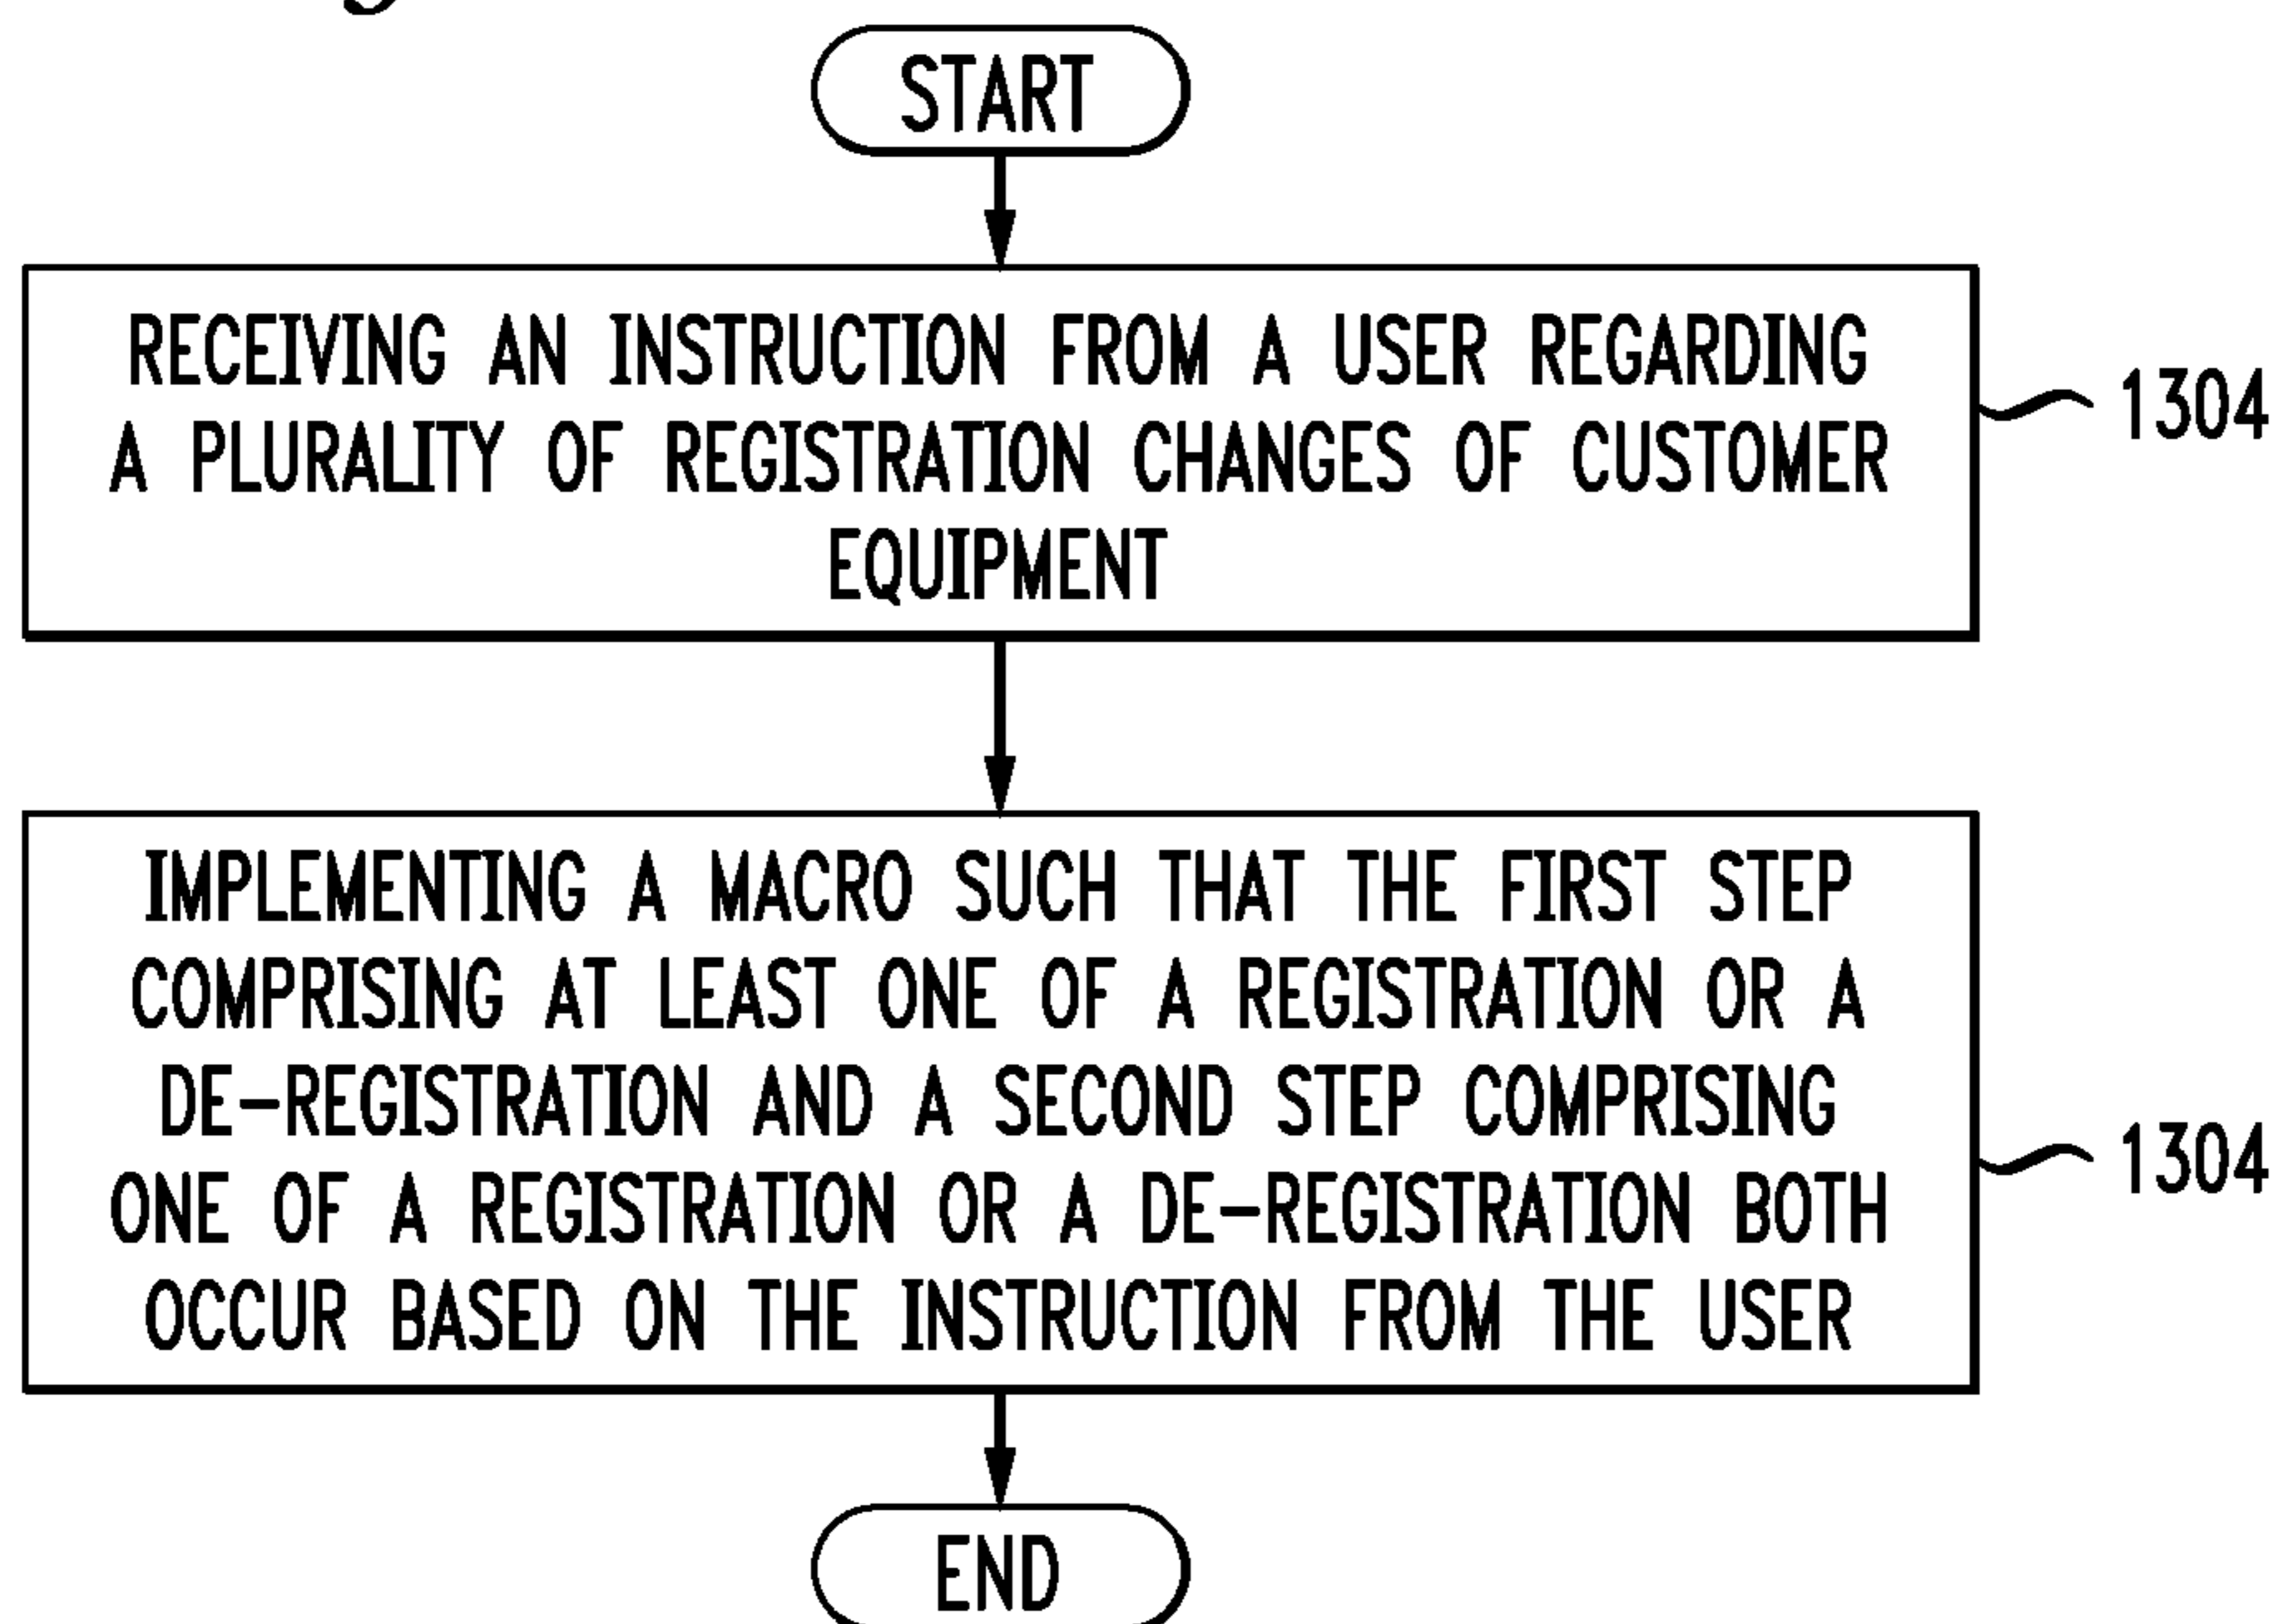 START
RECEIVING AN INSTRUCTION FROM A USER REGARDING
A PLURALITY OF REGISTRATION CHANGES OF CUSTOMER
EQUIPMENT
1304
IMPLEMENTING A MACRO SUCH THAT THE FIRST STEP
COMPRISING AT LEAST ONE OF A REGISTRATION OR A
DE-REGISTRATION AND A SECOND STEP COMPRISING
ONE OF A REGISTRATION OR A DE-REGISTRATION BOTH
OCCUR BASED ON THE INSTRUCTION FROM THE USER
1304
END